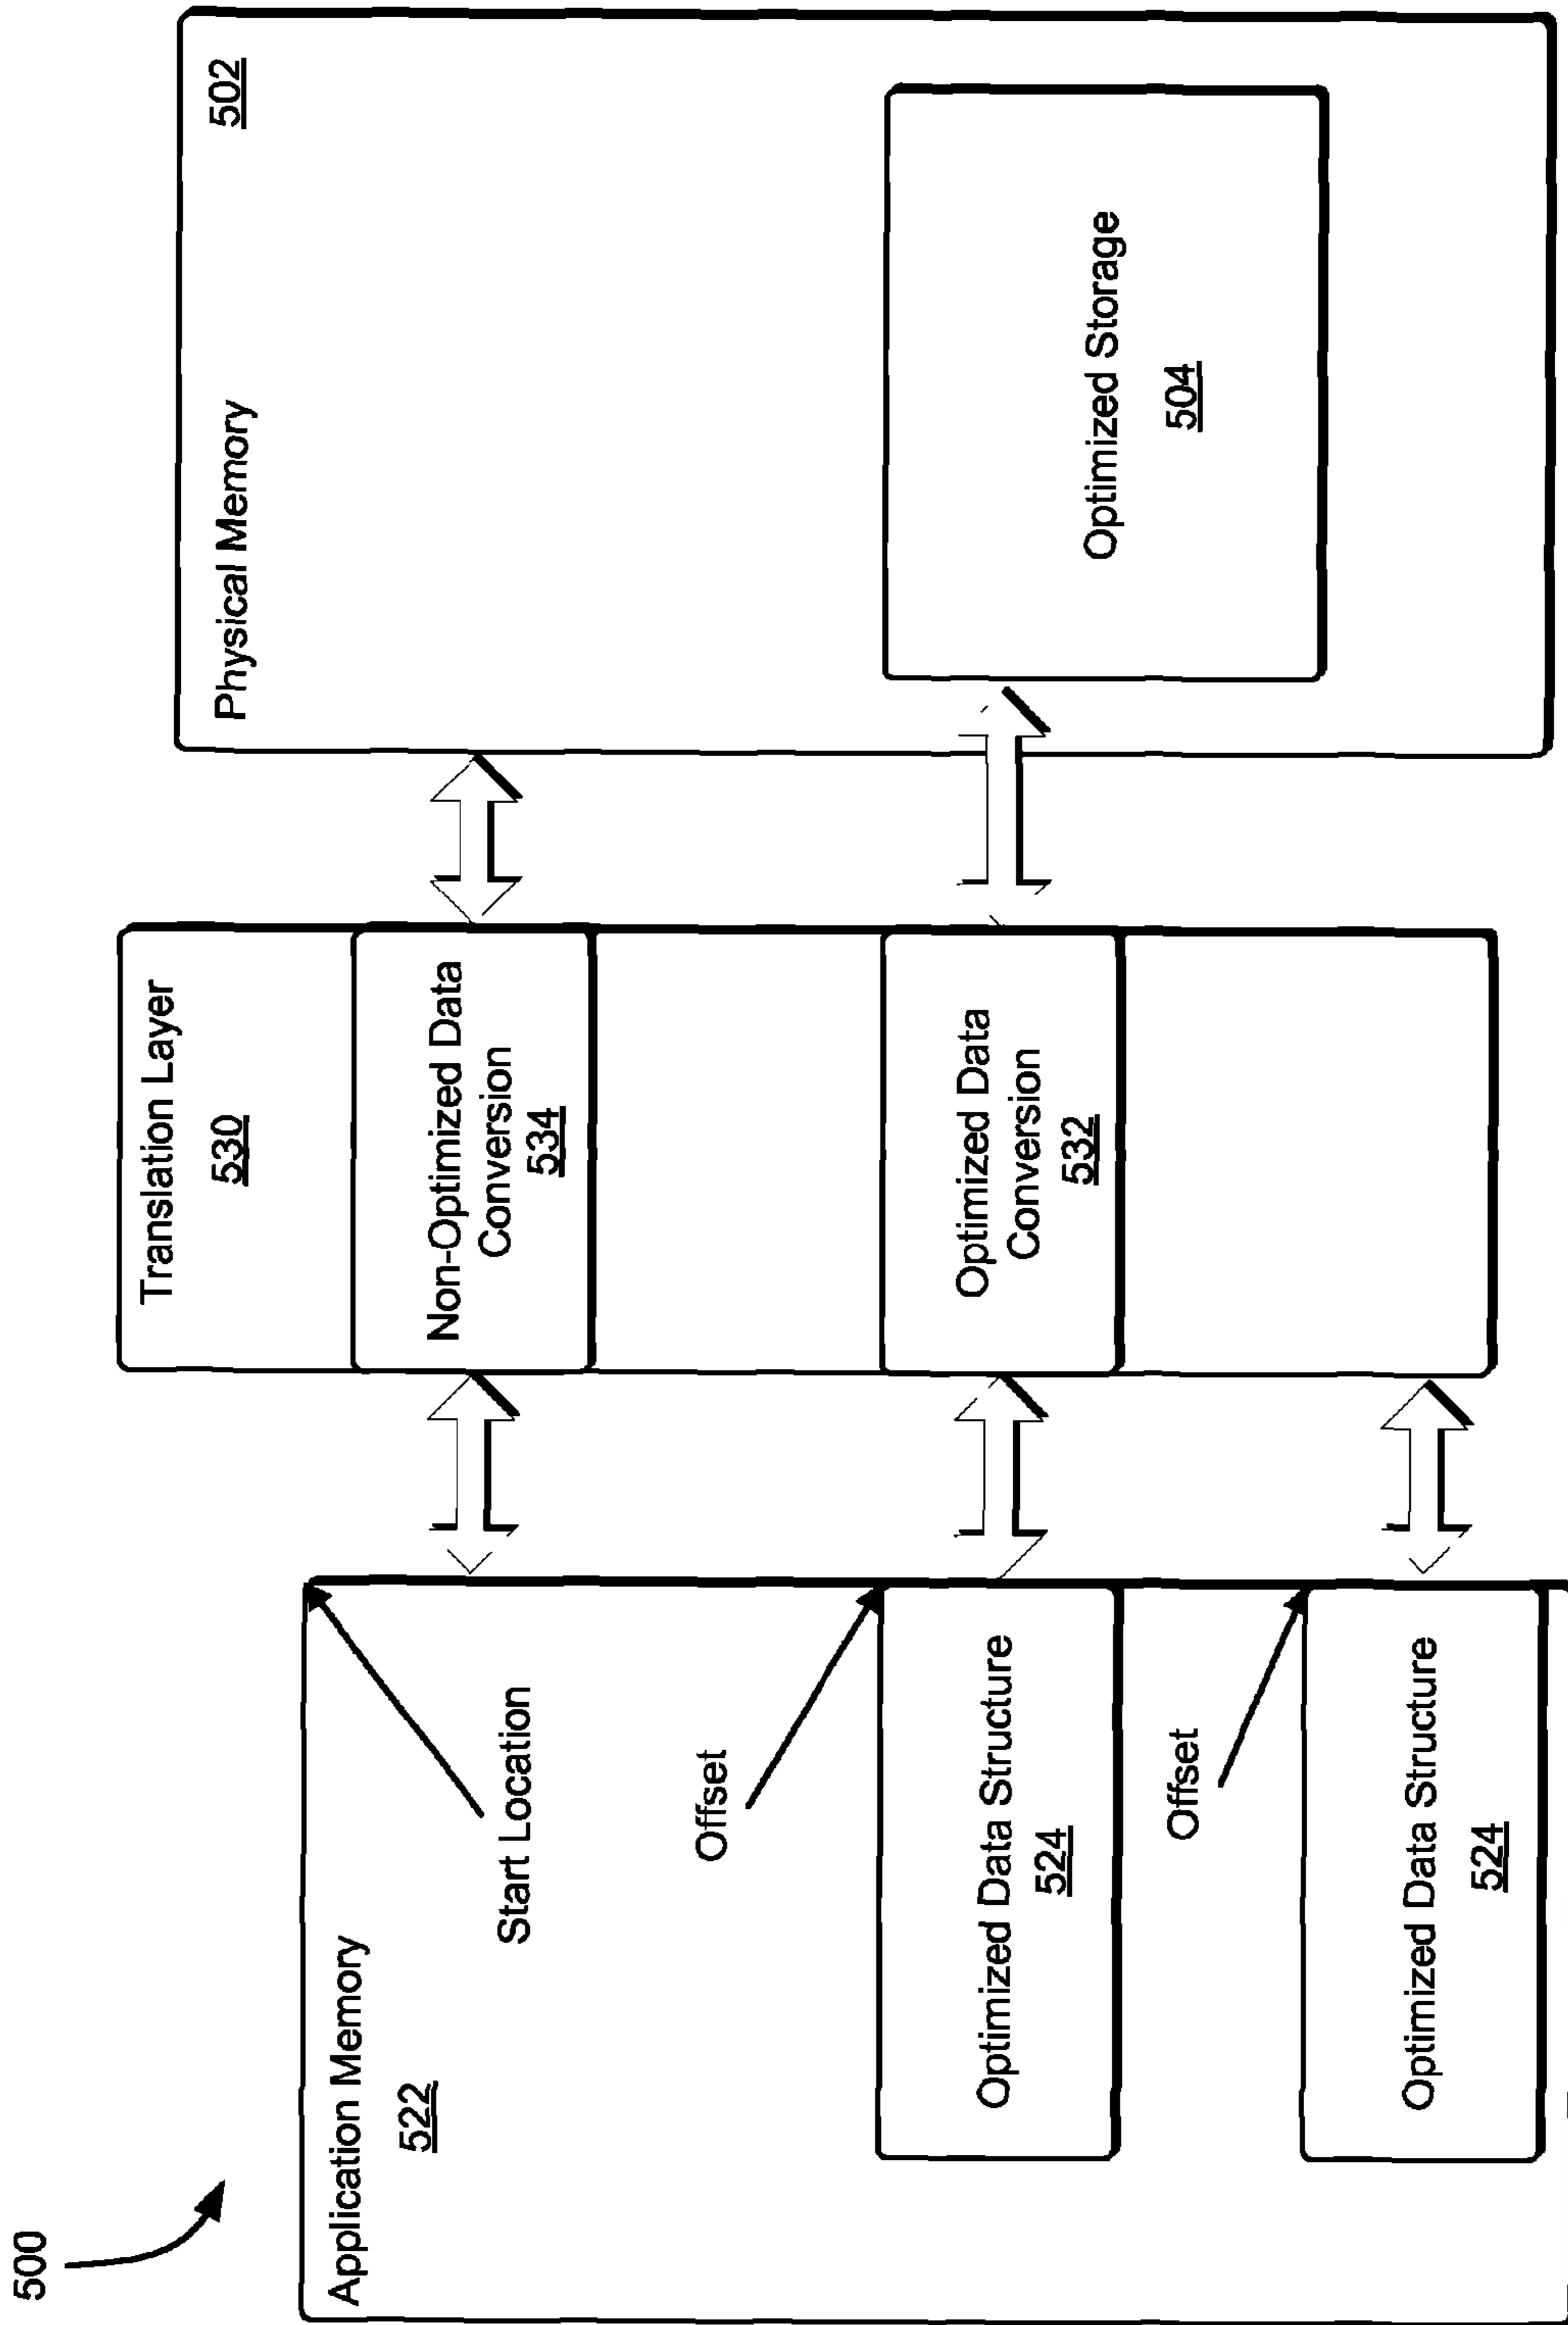 500
Application Memory
522
Start Location
Offset
Optimized Data Structure
524
Offset
Optimized Data Structure
524
Translation Layer
530
Non-Optimized Data
Conversion
534
Optimized Data
Conversion
532
Physical Memory
502
Optimized Storage
504